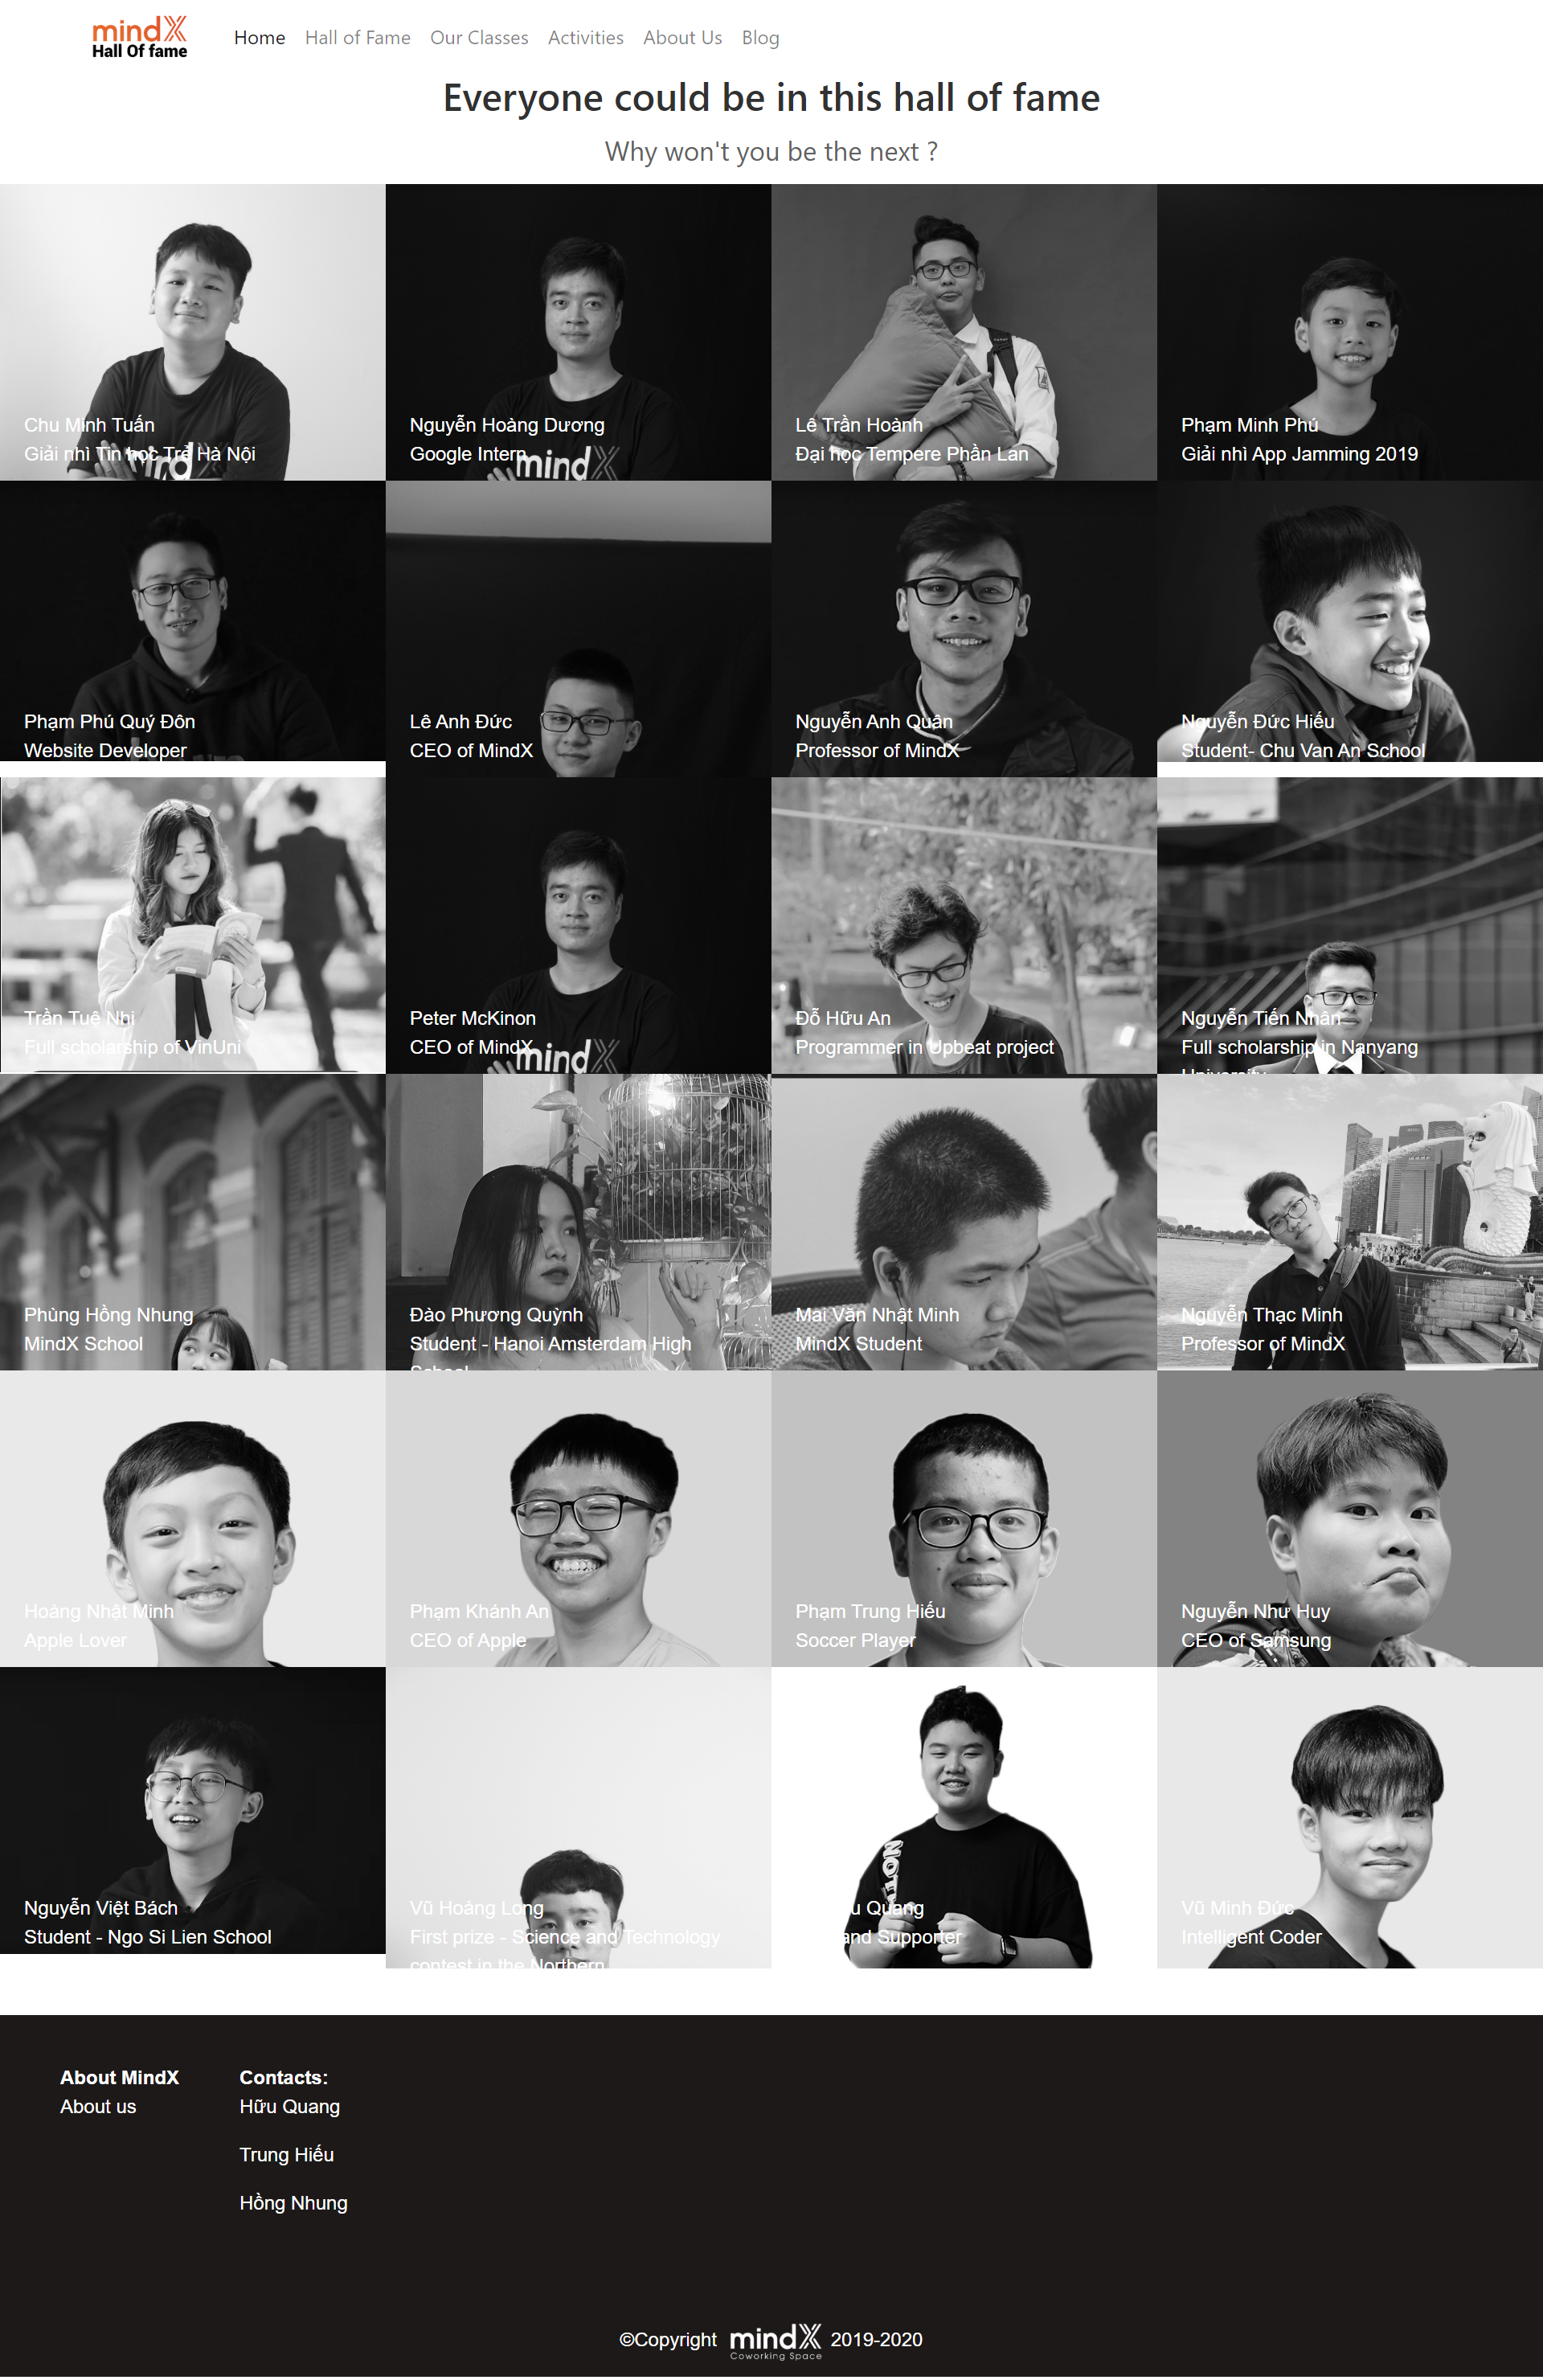 mindX
Hall Of fame
Home Hall of Fame Our Classes Activities About Us Blog
Everyone could be in this hall of fame
Why won't you be the next ?
Chu Minh Tuấn
Giải nhì Tin học Trẻ Hà Nội
Nguyễn Hoàng Dương
Google Intern
mindX
Lê Trần Hoành
Đại học Tempere Phần Lan
Phạm Minh Phú
Giải nhì App Jamming 2019
Phạm Phú Quý Đôn
Website Developer
Lê Anh Đức
CEO of MindX
Nguyễn Anh Quân
Professor of MindX
Nguyễn Đức Hiếu
Student- Chu Van An School
Trần Tuệ Nhi
Full scholarship of VinUni
Peter McKinon
CEO of MindX
mindX
Đỗ Hữu An
Programmer in Upbeat project
Nguyễn Tiến Nhân
Full scholarship in Nanyang
University
Phùng Hồng Nhung
MindX School
Đào Phương Quỳnh
Student - Hanoi Amsterdam High
School
Mai Văn Nhật Minh
MindX Student
Nguyễn Thạc Minh
Professor of MindX
Hoàng Nhật Minh
Apple Lover
Phạm Khánh An
CEO of Apple
Phạm Trung Hiếu
Soccer Player
Nguyễn Như Huy
CEO of Samsung
Nguyễn Việt Bách
Student - Ngo Si Lien School
Vũ Hoàng Long
First prize - Science and Technology
contest in the Northern
Quang
and Supporter
Vũ Minh Đức
Intelligent Coder
About MindX
About us
Contacts:
Hữu Quang
Trung Hiếu
Hồng Nhung
©Copyright mindX 2019-2020
Coworking Space